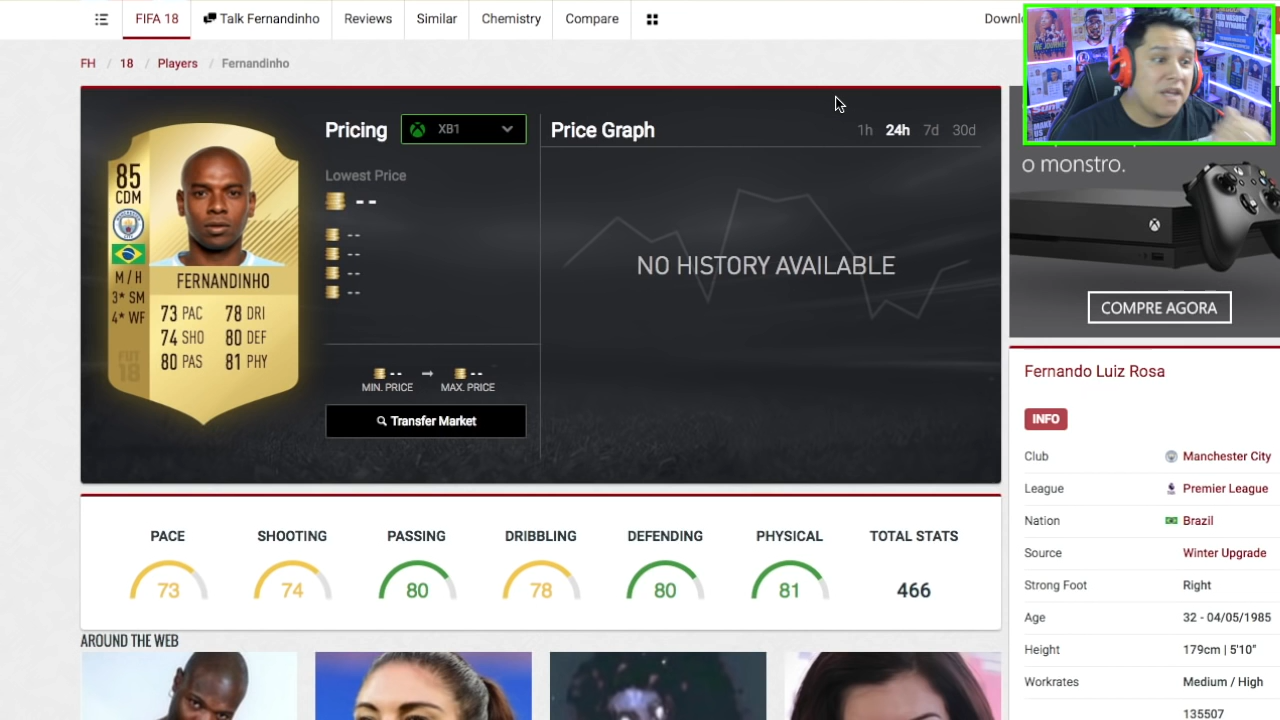 FIFA 18
Talk Fernandinho
Reviews
Similar
Chemistry
Compare
FH / 18 / Players / Fernandinho
85
CDM
M / H
3* SM
4* WF
FERNANDINHO
73 PAC 78 DRI
74 SHO 80 DEF
80 PAS 81 PHY
FUT
18
Pricing
XB1
Lowest Price
--
--
--
--
--
-- --
MIN. PRICE MAX. PRICE
Transfer Market
Price Graph
1h 24h 7d 30d
NO HISTORY AVAILABLE
o monstro.
COMPRE AGORA
PACE SHOOTING PASSING DRIBBLING DEFENDING PHYSICAL TOTAL STATS
73 74 80 78 80 81 466
AROUND THE WEB
Fernando Luiz Rosa
INFO
Club Manchester City
League Premier League
Nation Brazil
Source Winter Upgrade
Strong Foot Right
Age 32 - 04/05/1985
Height 179cm | 5'10"
Workrates Medium / High
135507